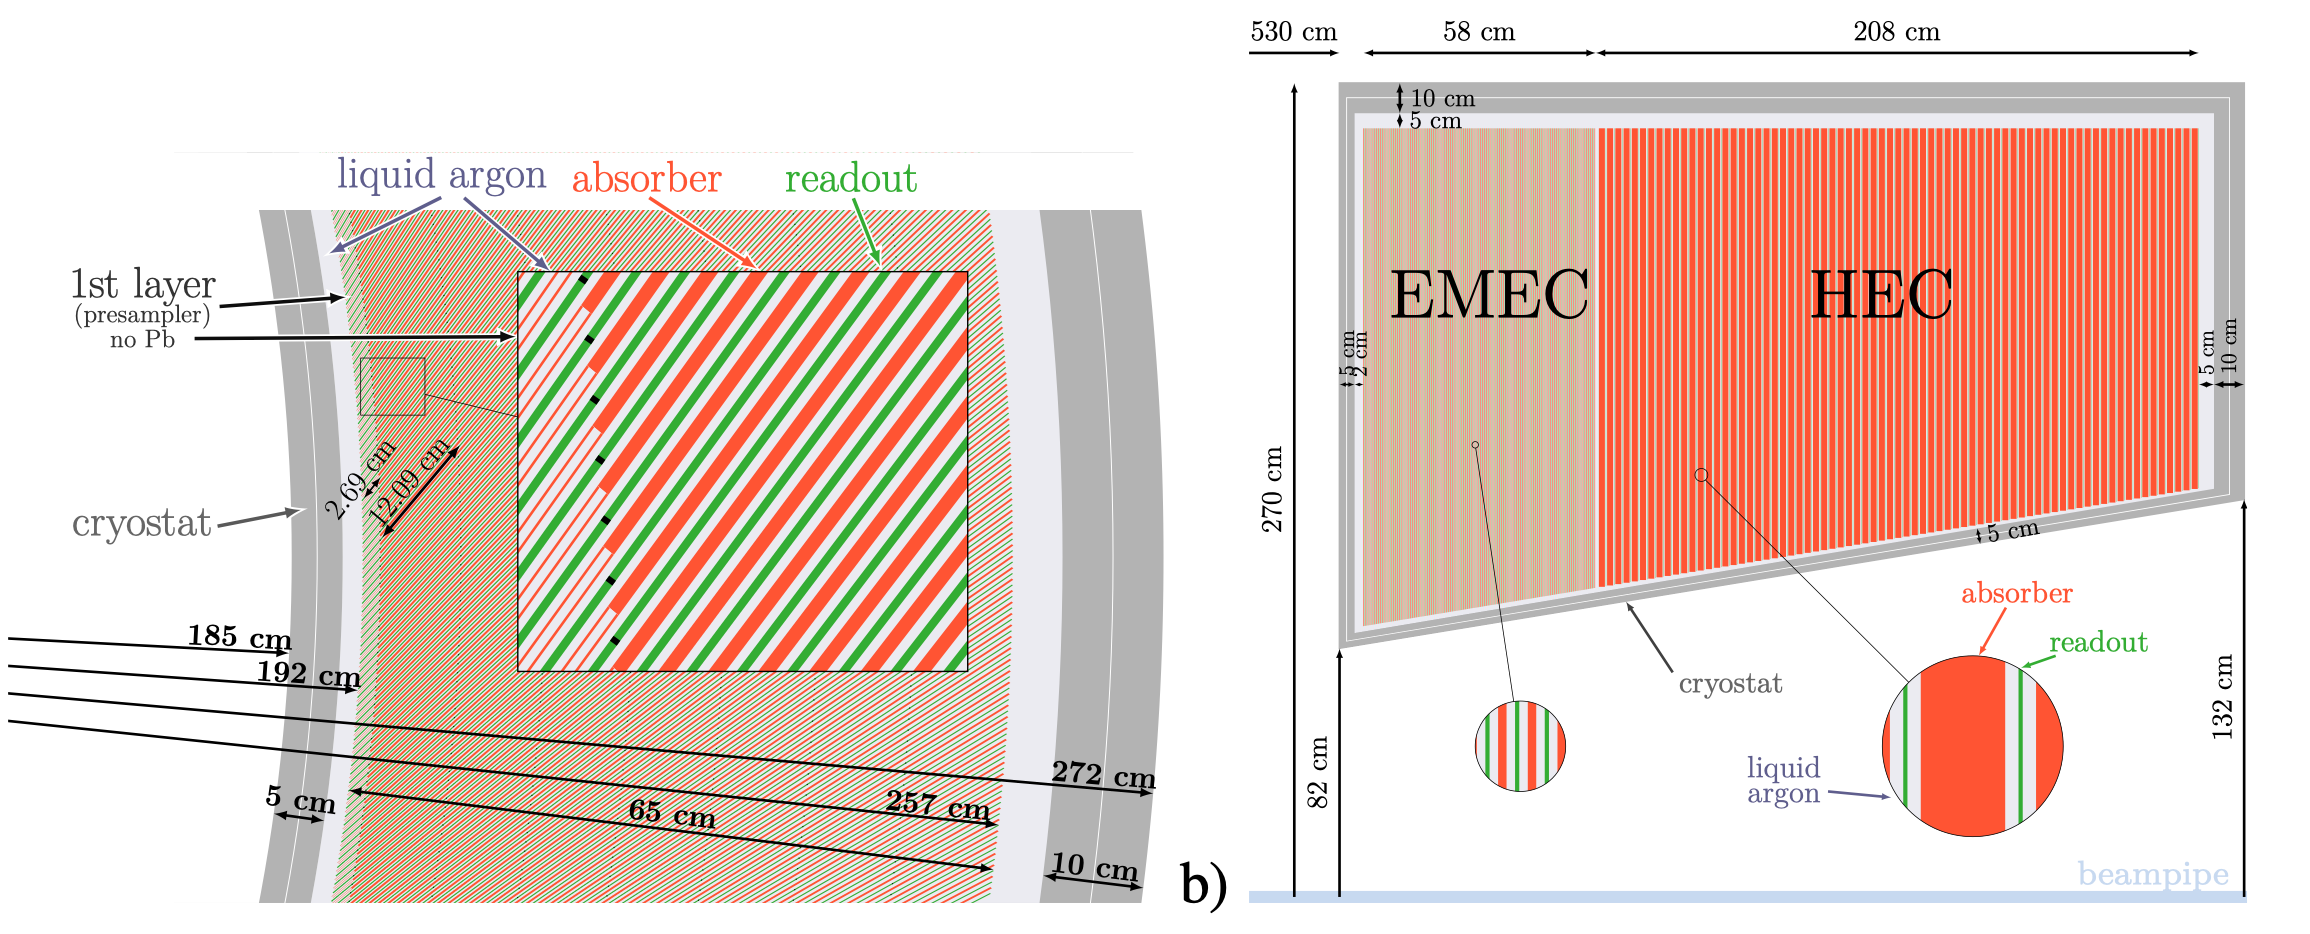 liquid argon
absorber
readout
1st layer
(presampler)
no Pb
2.69 cm
12.09 cm
cryostat
185 cm
192 cm
272 cm
257 cm
65 cm
5 cm
10 cm
b)
530 cm
58 cm
208 cm
10 cm
5 cm
EMEC
HEC
5 cm
2 cm
5 cm
10 cm
270 cm
5 cm
absorber
readout
cryostat
liquid
argon
82 cm
132 cm
beampipe